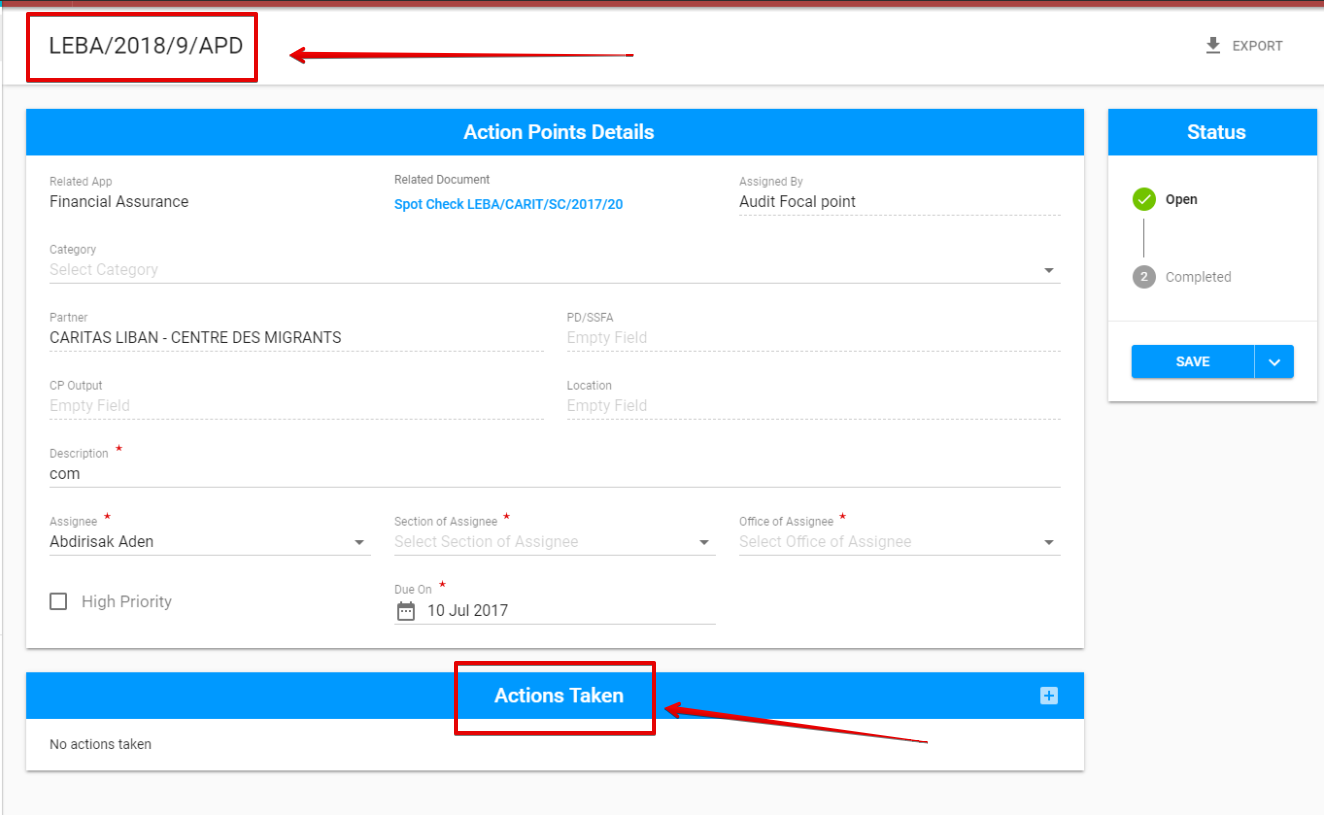 LEBA/2018/9/APD
EXPORT
Action Points Details
Related App
Financial Assurance
Related Document
Spot Check LEBA/CARIT/SC/2017/20
Assigned By
Audit Focal point
Category
Select Category
Partner
CARITAS LIBAN - CENTRE DES MIGRANTS
PD/SSFA
Empty Field
CP Output
Empty Field
Location
Empty Field
Description *
com
Assignee *
Abdirisak Aden
Section of Assignee *
Select Section of Assignee
Office of Assignee *
Select Office of Assignee
High Priority
Due On *
10 Jul 2017
Actions Taken
No actions taken
Status
Open
2 Completed
SAVE